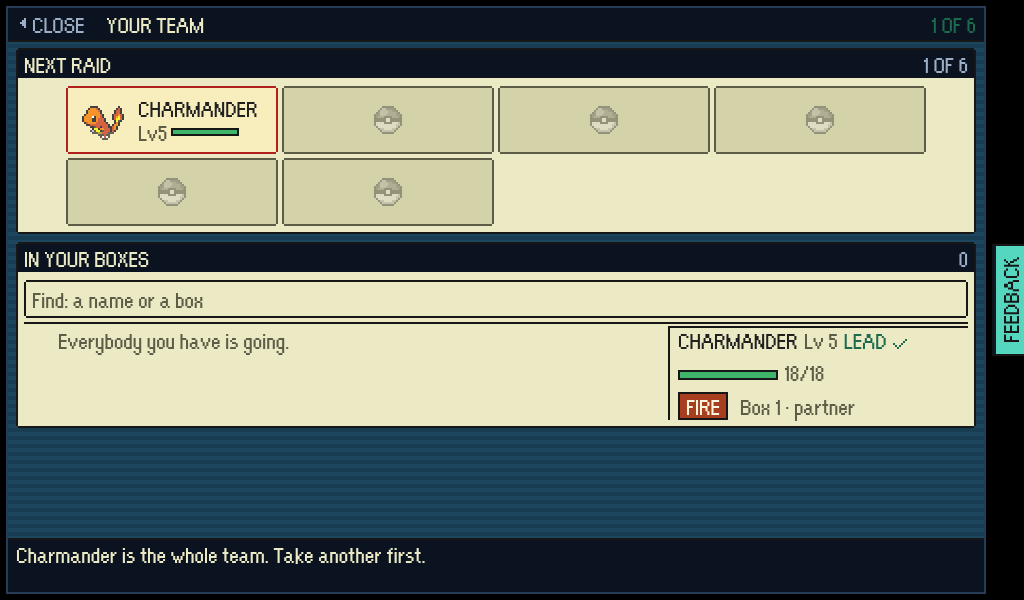 CLOSE YOUR TEAM 1 OF 6
NEXT RAID 1 OF 6
CHARMANDER
Lv5
IN YOUR BOXES 0
Find: a name or a box
Everybody you have is going.
CHARMANDER Lv 5 LEAD ✓
18/18
FIRE Box 1 · partner
Charmander is the whole team. Take another first.
FEEDBACK